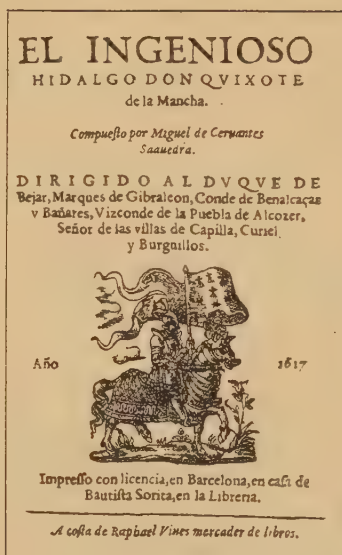 EL INGENIOSO
HIDALGO DON QVIXOTE
de la Mancha.
Compueſto por Miguel de Ceruantes
Saauedra.
DIRIGIDO AL DVQVE DE
Bejar, Marques de Gibraleon, Conde de Benalcaçar
y Bañares, Vizconde de la Puebla de Alcozer,
Señor de las villas de Capilla, Curiel
y Burguillos.
Año 1617
Impreſſo con licencia, en Barcelona, en caſa de
Bautiſta Sorita, en la Libreria.
A coſta de Raphael Viues mercader de libros.